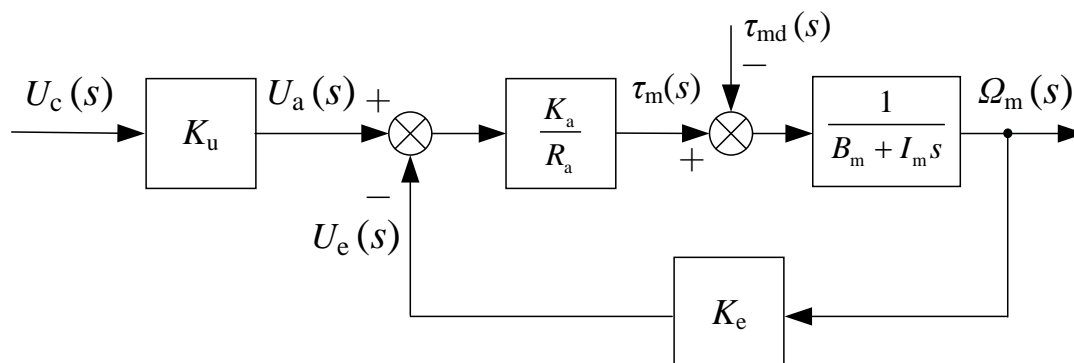 τmd(s)
−
Uc(s)
Ua(s)
+
τm(s)
Ωm(s)
Ku
Ka
Ra
+
1
Bm + Ims
−
Ue(s)
Ke